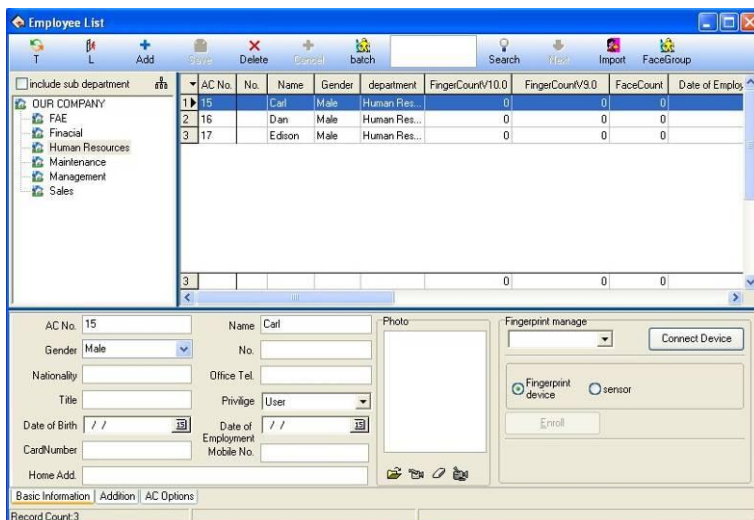 Employee List
T L Add Save Delete Cancel batch Search Next Import FaceGroup
include sub department
OUR COMPANY
FAE
Finacial
Human Resources
Maintenance
Management
Sales
AC No. No. Name Gender department FingerCountV10.0 FingerCountV9.0 FaceCount Date of Employ
1 15 Carl Male Human Res... 0 0 0
2 16 Dan Male Human Res... 0 0 0
3 17 Edison Male Human Res... 0 0 0
3 0 0 0
AC No. 15 Name Carl Photo Fingerprint manage
Connect Device
Gender Male No.
Nationality Office Tel.
Fingerprint device sensor
Title Privilige User
Date of Birth / / 15 Date of Employment / / 15
Enroll
CardNumber Mobile No.
Home Add.
Basic Information Addition AC Options
Record Count:3